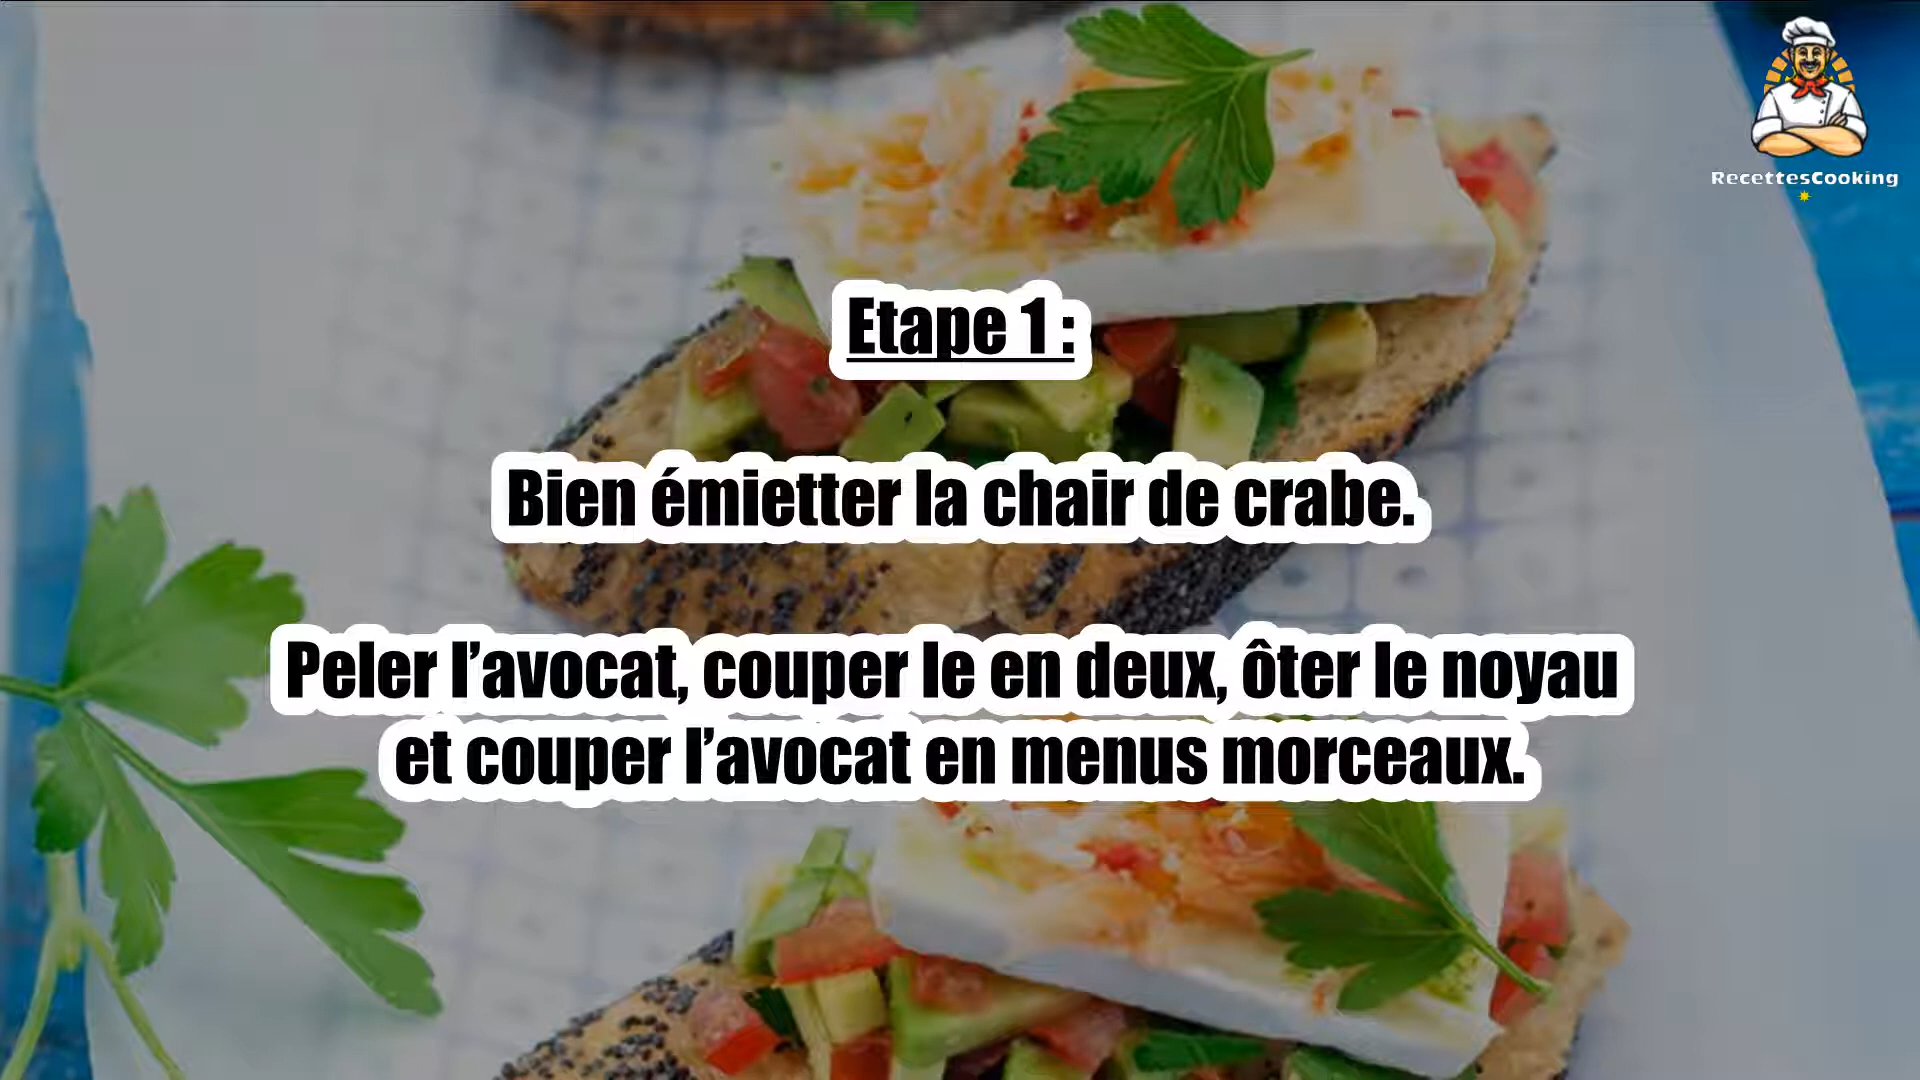 RecettesCooking
Etape 1 :
Bien émietter la chair de crabe.
Peler l’avocat, couper le en deux, ôter le noyau
et couper l’avocat en menus morceaux.